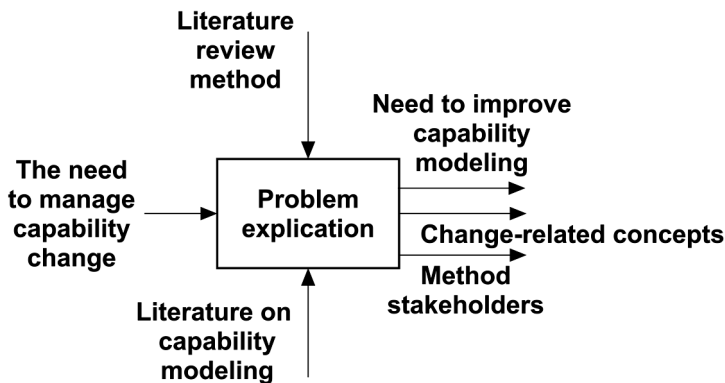 Literature
review
method
Need to improve
capability
modeling
The need
to manage
capability
change
Problem
explication
Change-related concepts
Method
stakeholders
Literature on
capability
modeling